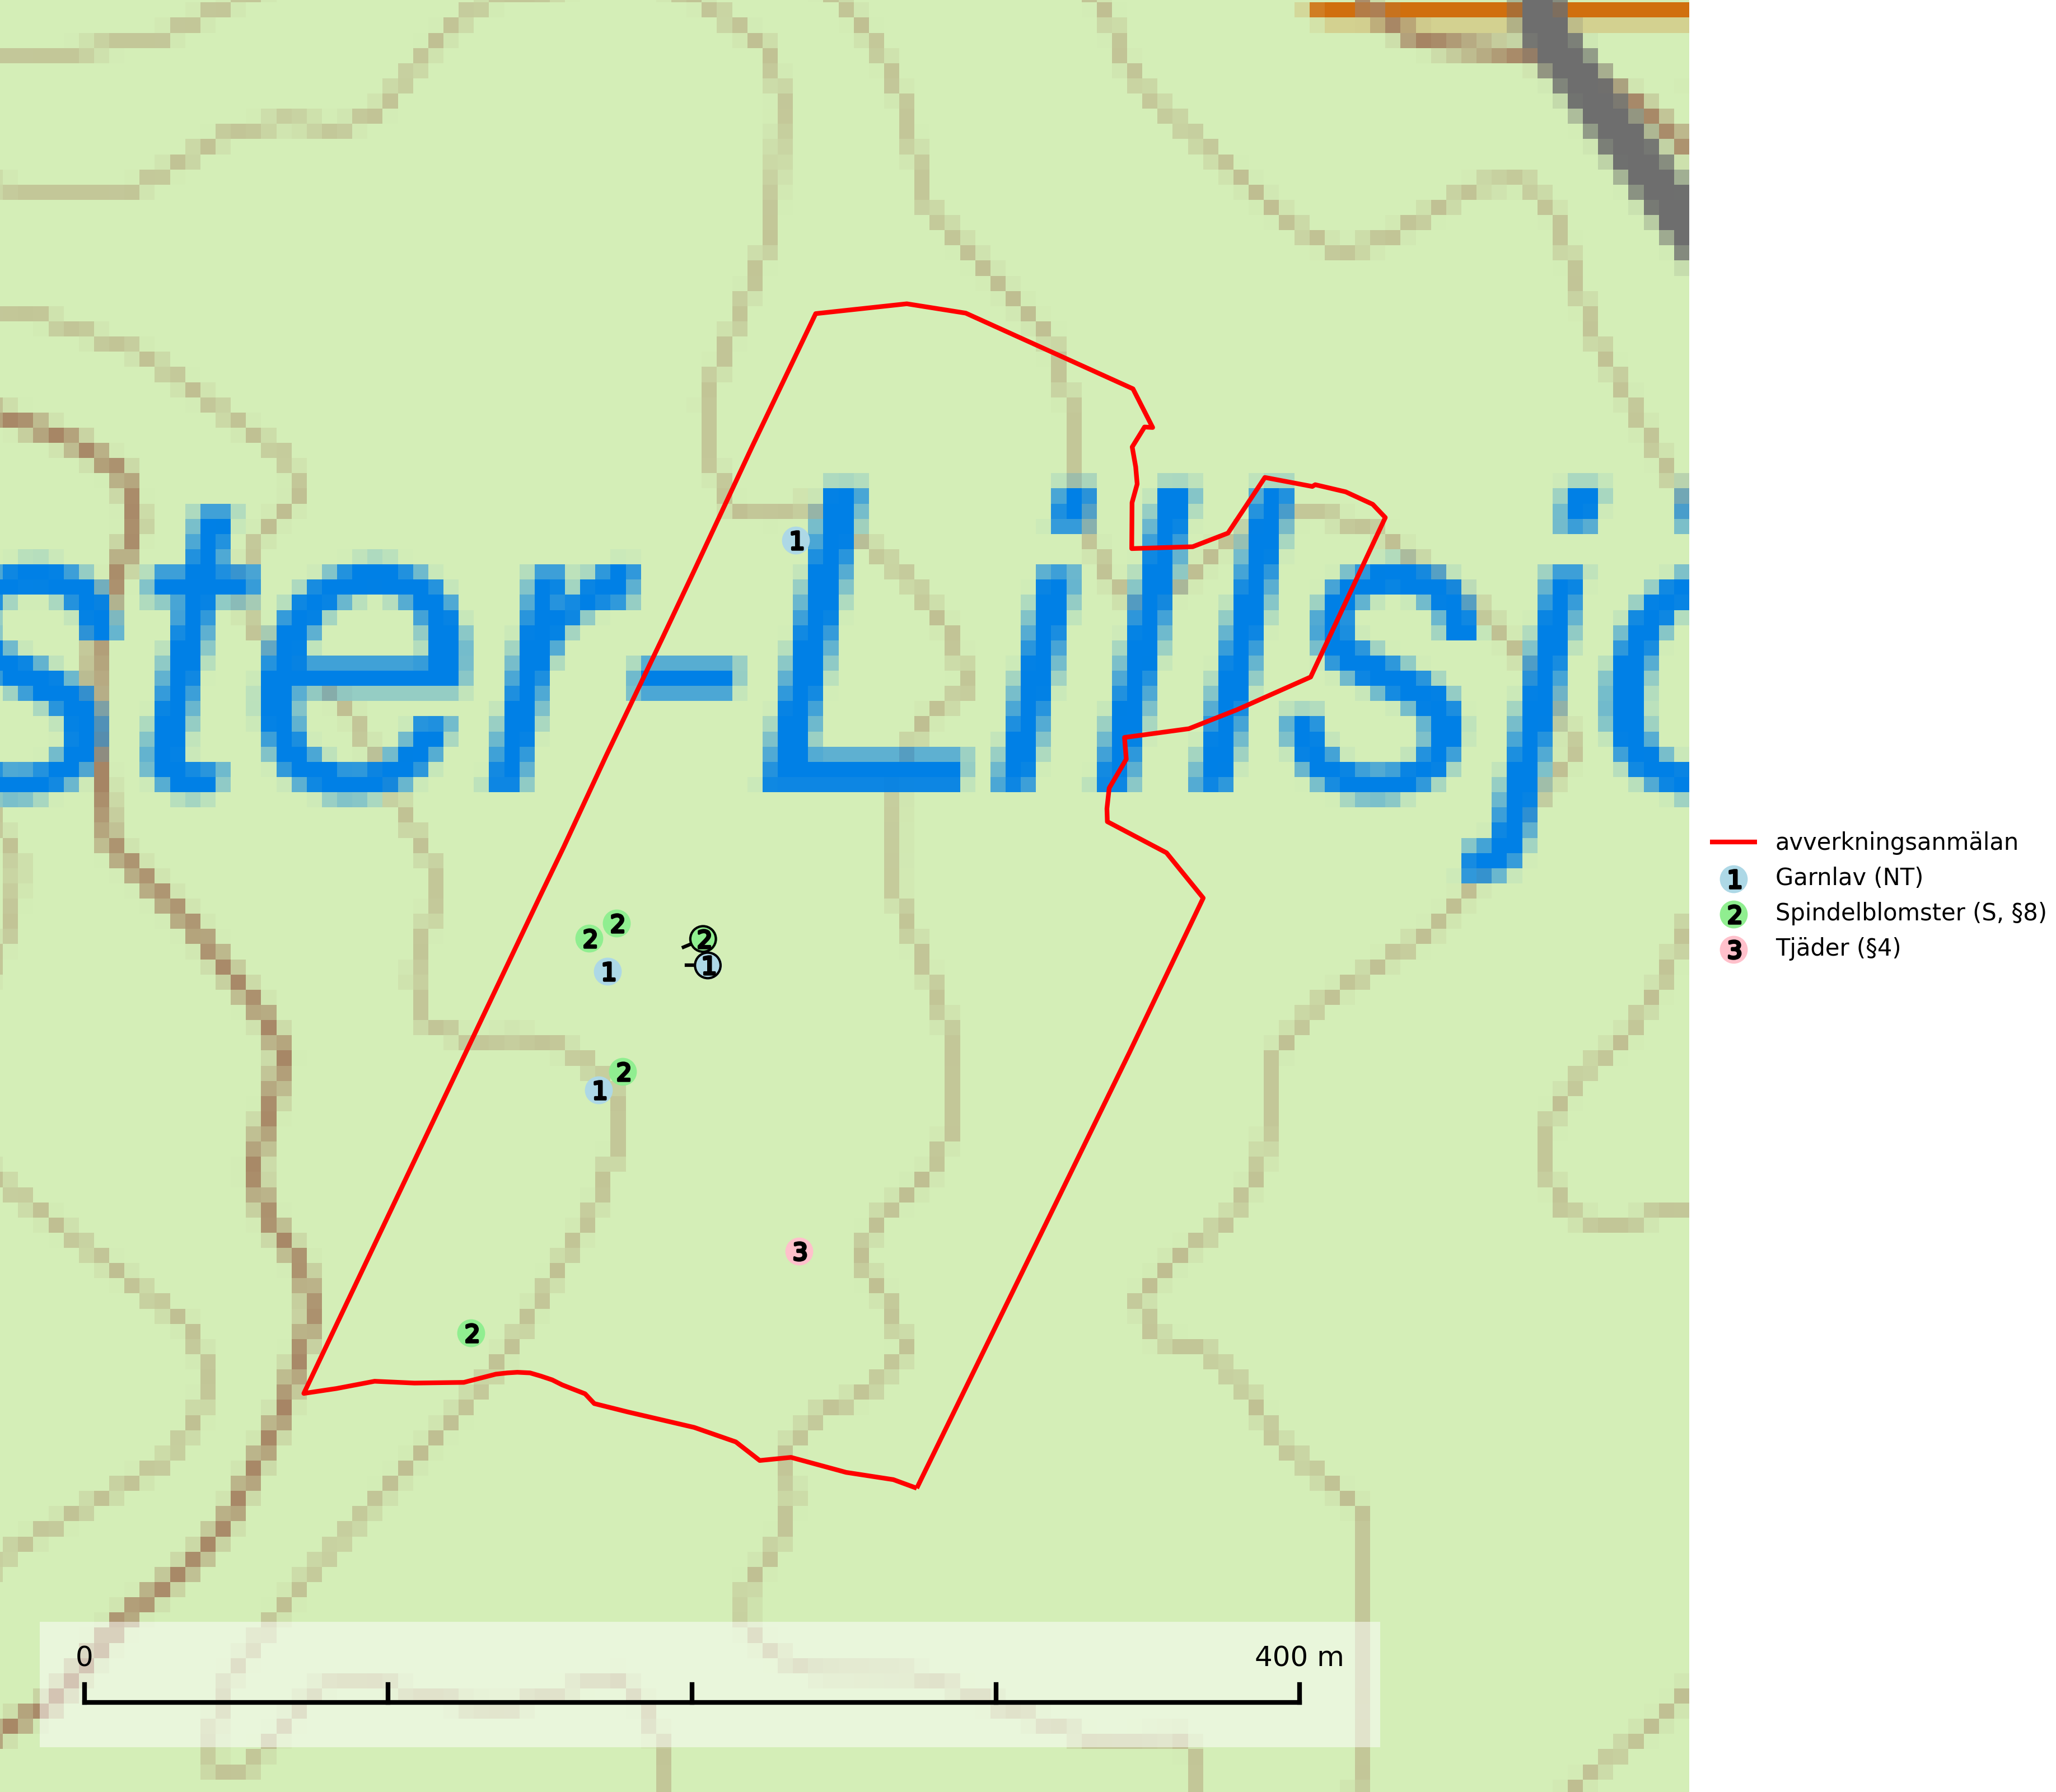 ster-Lillsjö
1
2
2
2
1
1
2
1
3
2
0
400 m
avverkningsanmälan
1 Garnlav (NT)
2 Spindelblomster (S, §8)
3 Tjäder (§4)